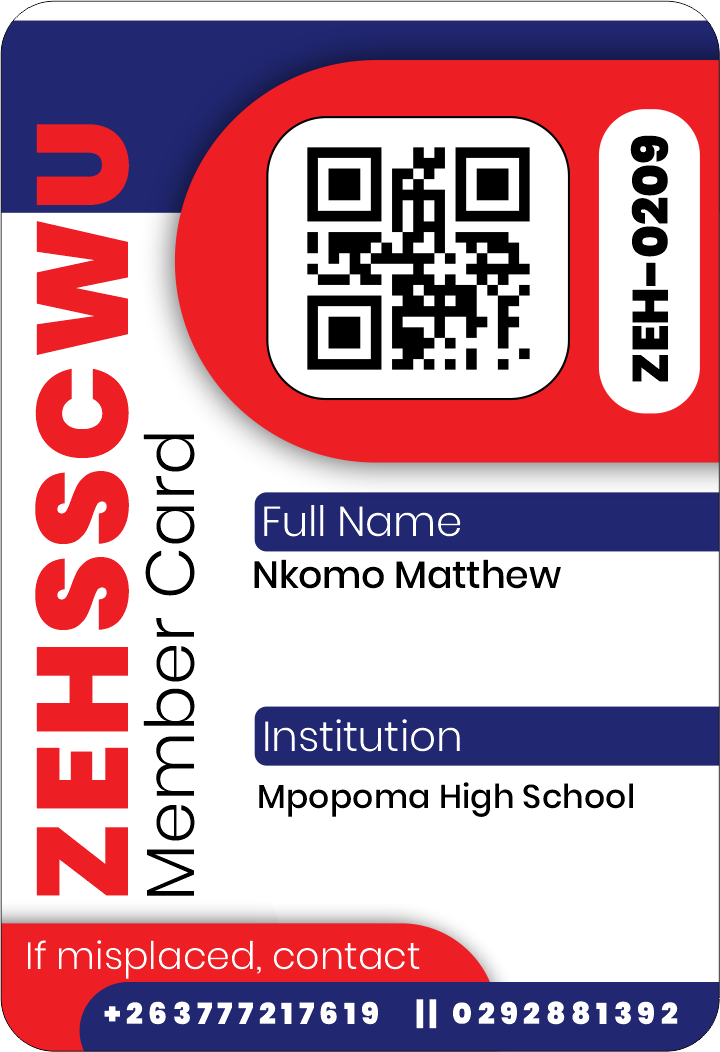 ZEHSSCWU
Member Card
ZEH-0209
Full Name
Nkomo Matthew
Institution
Mpopoma High School
If misplaced, contact
+263777217619 || 0292881392